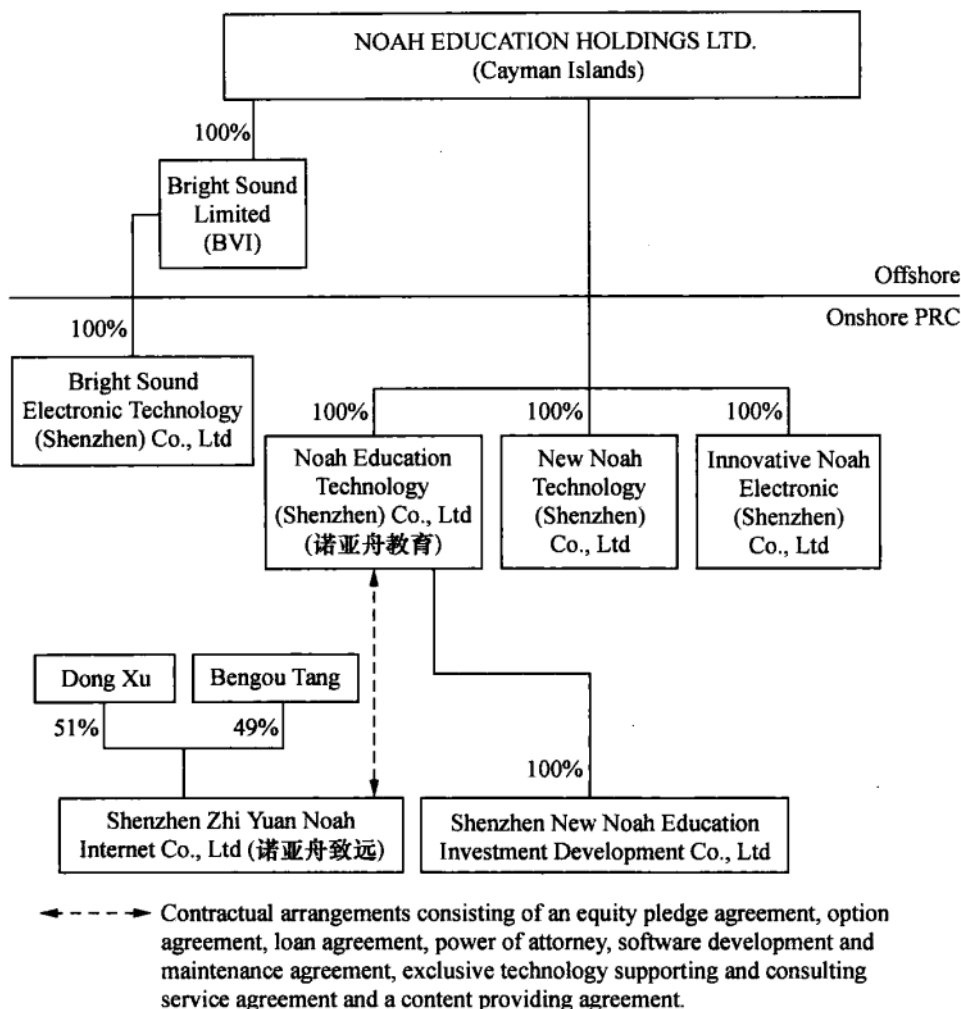 NOAH EDUCATION HOLDINGS LTD.
(Cayman Islands)
100%
Bright Sound
Limited
(BVI)
Offshore
Onshore PRC
100%
Bright Sound
Electronic Technology
(Shenzhen) Co., Ltd
100%
100%
100%
Noah Education
Technology
(Shenzhen) Co., Ltd
(诺亚舟教育)
New Noah
Technology
(Shenzhen)
Co., Ltd
Innovative Noah
Electronic
(Shenzhen)
Co., Ltd
Dong Xu
Bengou Tang
51%
49%
100%
Shenzhen Zhi Yuan Noah
Internet Co., Ltd (诺亚舟致远)
Shenzhen New Noah Education
Investment Development Co., Ltd
Contractual arrangements consisting of an equity pledge agreement, option
agreement, loan agreement, power of attorney, software development and
maintenance agreement, exclusive technology supporting and consulting
service agreement and a content providing agreement.